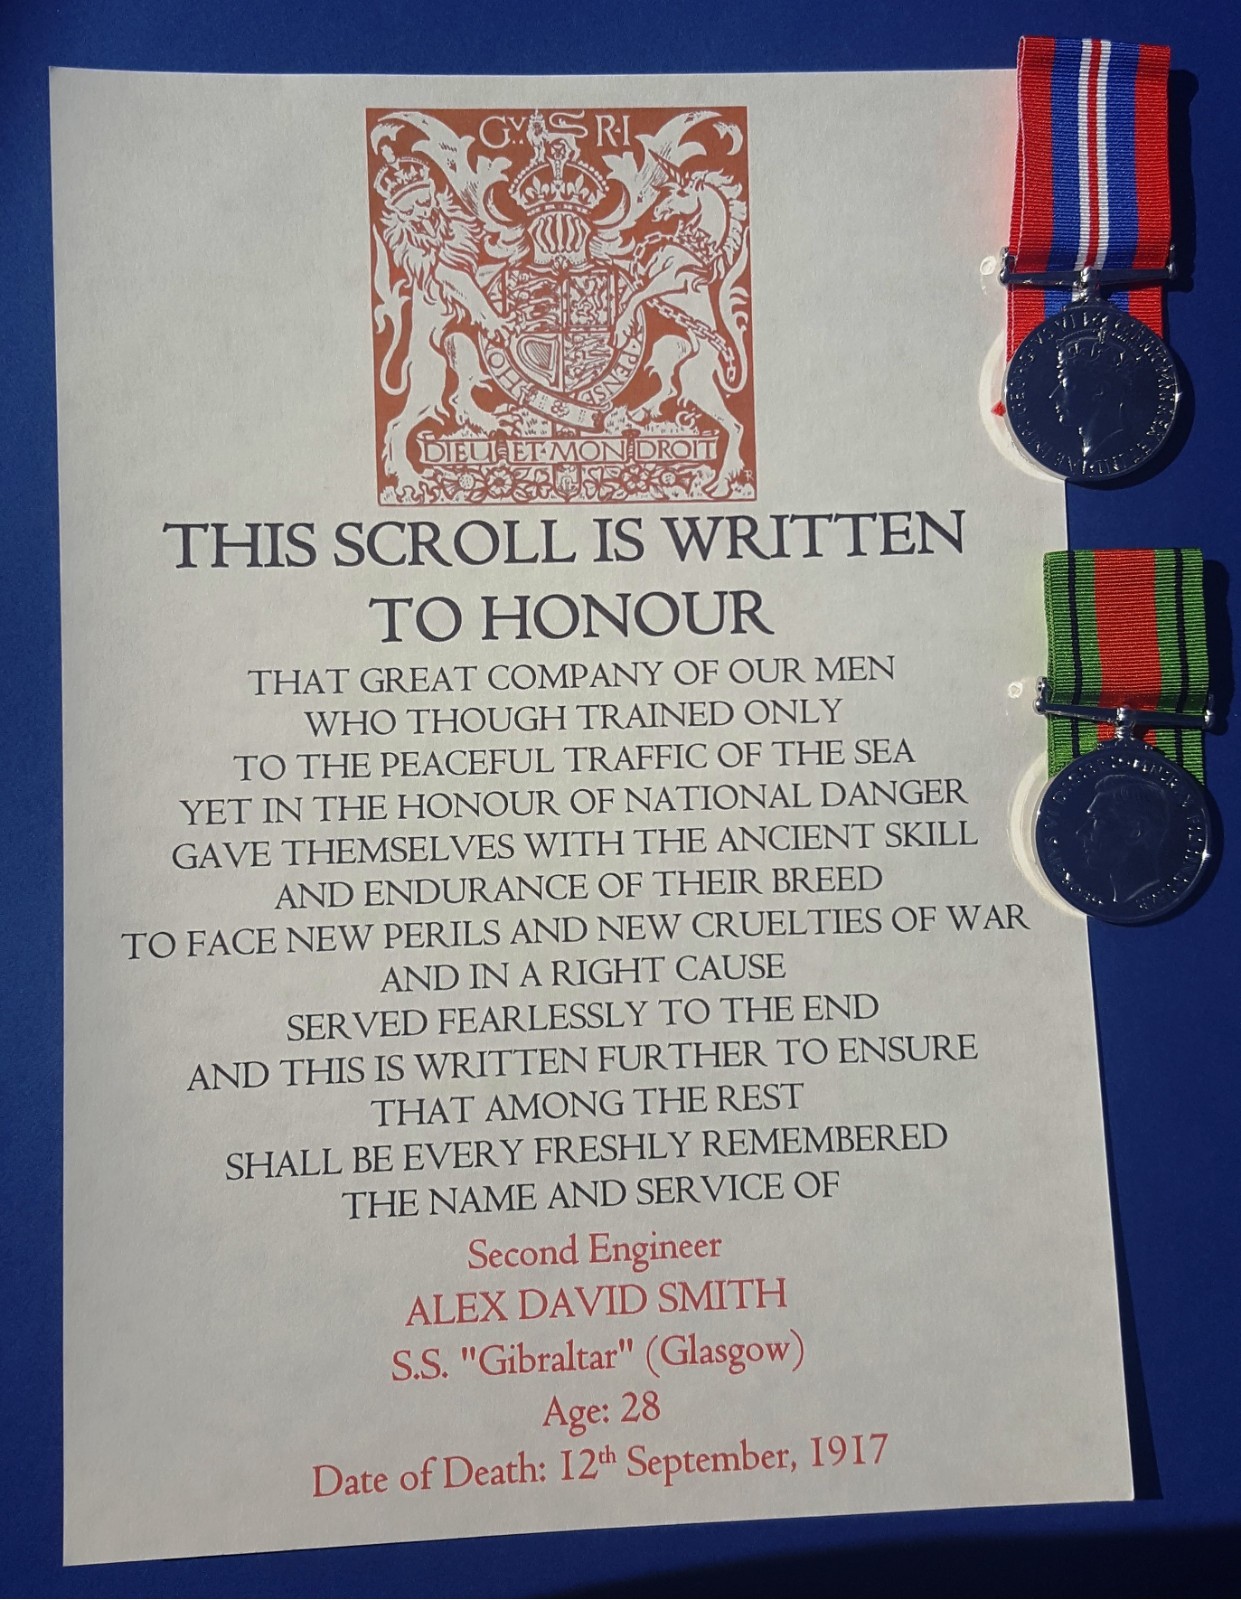 GV R·I
HO PENSE
DIEU ET·MON DROIT
THIS SCROLL IS WRITTEN
TO HONOUR
THAT GREAT COMPANY OF OUR MEN
WHO THOUGH TRAINED ONLY
TO THE PEACEFUL TRAFFIC OF THE SEA
YET IN THE HONOUR OF NATIONAL DANGER
GAVE THEMSELVES WITH THE ANCIENT SKILL
AND ENDURANCE OF THEIR BREED
TO FACE NEW PERILS AND NEW CRUELTIES OF WAR
AND IN A RIGHT CAUSE
SERVED FEARLESSLY TO THE END
AND THIS IS WRITTEN FURTHER TO ENSURE
THAT AMONG THE REST
SHALL BE EVERY FRESHLY REMEMBERED
THE NAME AND SERVICE OF
Second Engineer
ALEX DAVID SMITH
S.S. "Gibraltar" (Glasgow)
Age: 28
Date of Death: 12th September, 1917